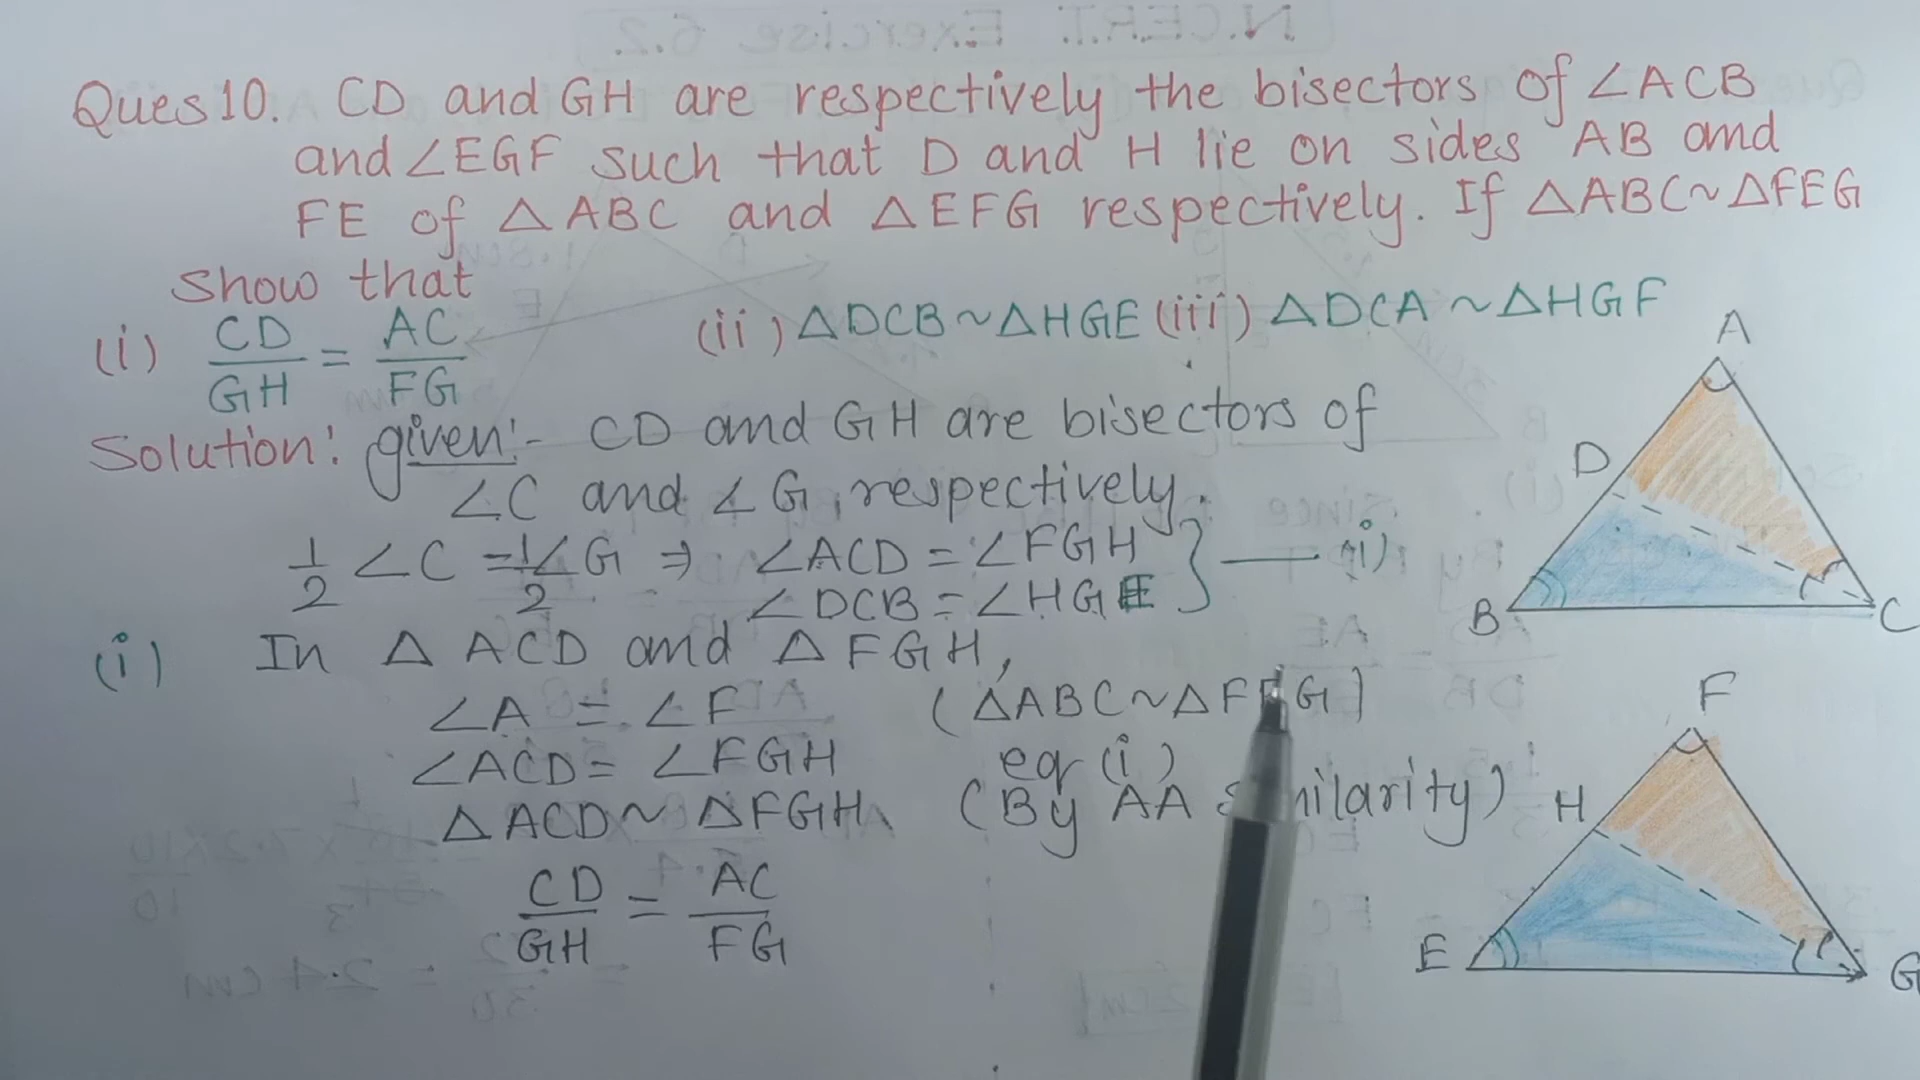 Ques 10. CD and GH are respectively the bisectors of ∠ACB
and ∠EGF such that D and H lie on sides AB and
FE of △ABC and △EFG respectively. If △ABC ~ △FEG
show that
(i) CD/GH = AC/FG (ii) △DCB ~ △HGE (iii) △DCA ~ △HGF
Solution: given:- CD and GH are bisectors of
∠C and ∠G, respectively.
1/2 ∠C = 1/2 ∠G ⇒ ∠ACD = ∠FGH
∠DCB = ∠HGE } — (i)
(i) In △ ACD and △ FGH,
∠A = ∠F (△ABC ~ △FEG)
∠ACD = ∠FGH eq (i)
△ACD ~ △FGH (By AA similarity)
CD/GH = AC/FG
A
D
B
C
F
H
E
G